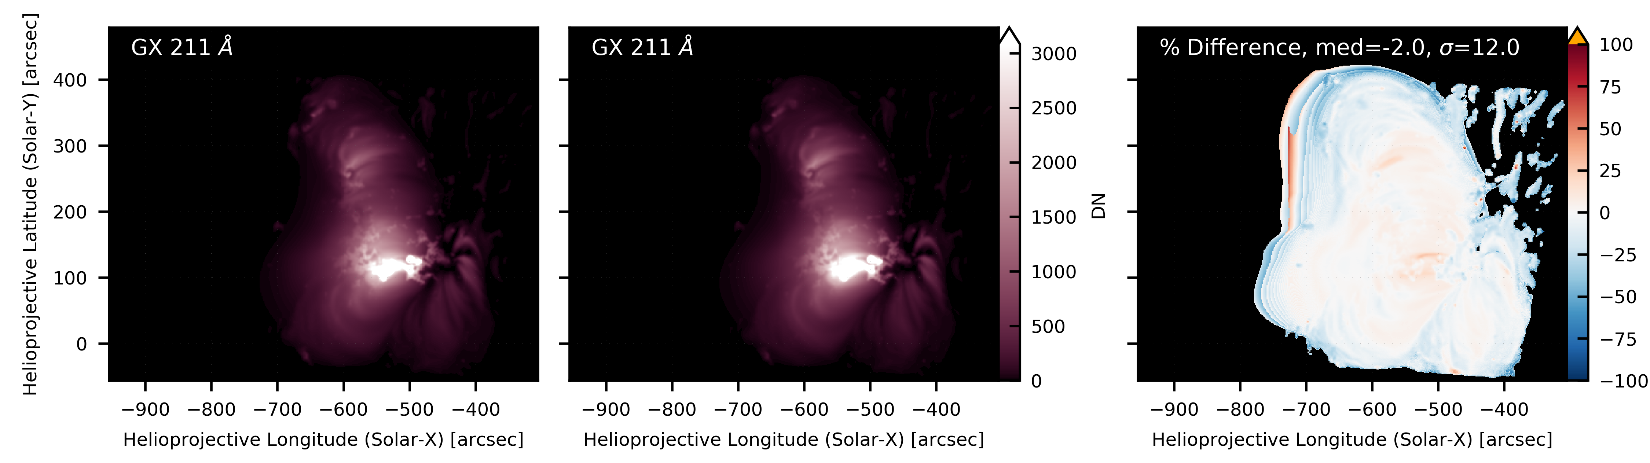 GX 211 Å
GX 211 Å
% Difference, med=-2.0, σ=12.0
Helioprojective Latitude (Solar-Y) [arcsec]
400
300
200
100
0
−900 −800 −700 −600 −500 −400
Helioprojective Longitude (Solar-X) [arcsec]
−900 −800 −700 −600 −500 −400
Helioprojective Longitude (Solar-X) [arcsec]
3000
2500
2000
1500
1000
500
0
DN
−900 −800 −700 −600 −500 −400
Helioprojective Longitude (Solar-X) [arcsec]
100
75
50
25
0
−25
−50
−75
−100